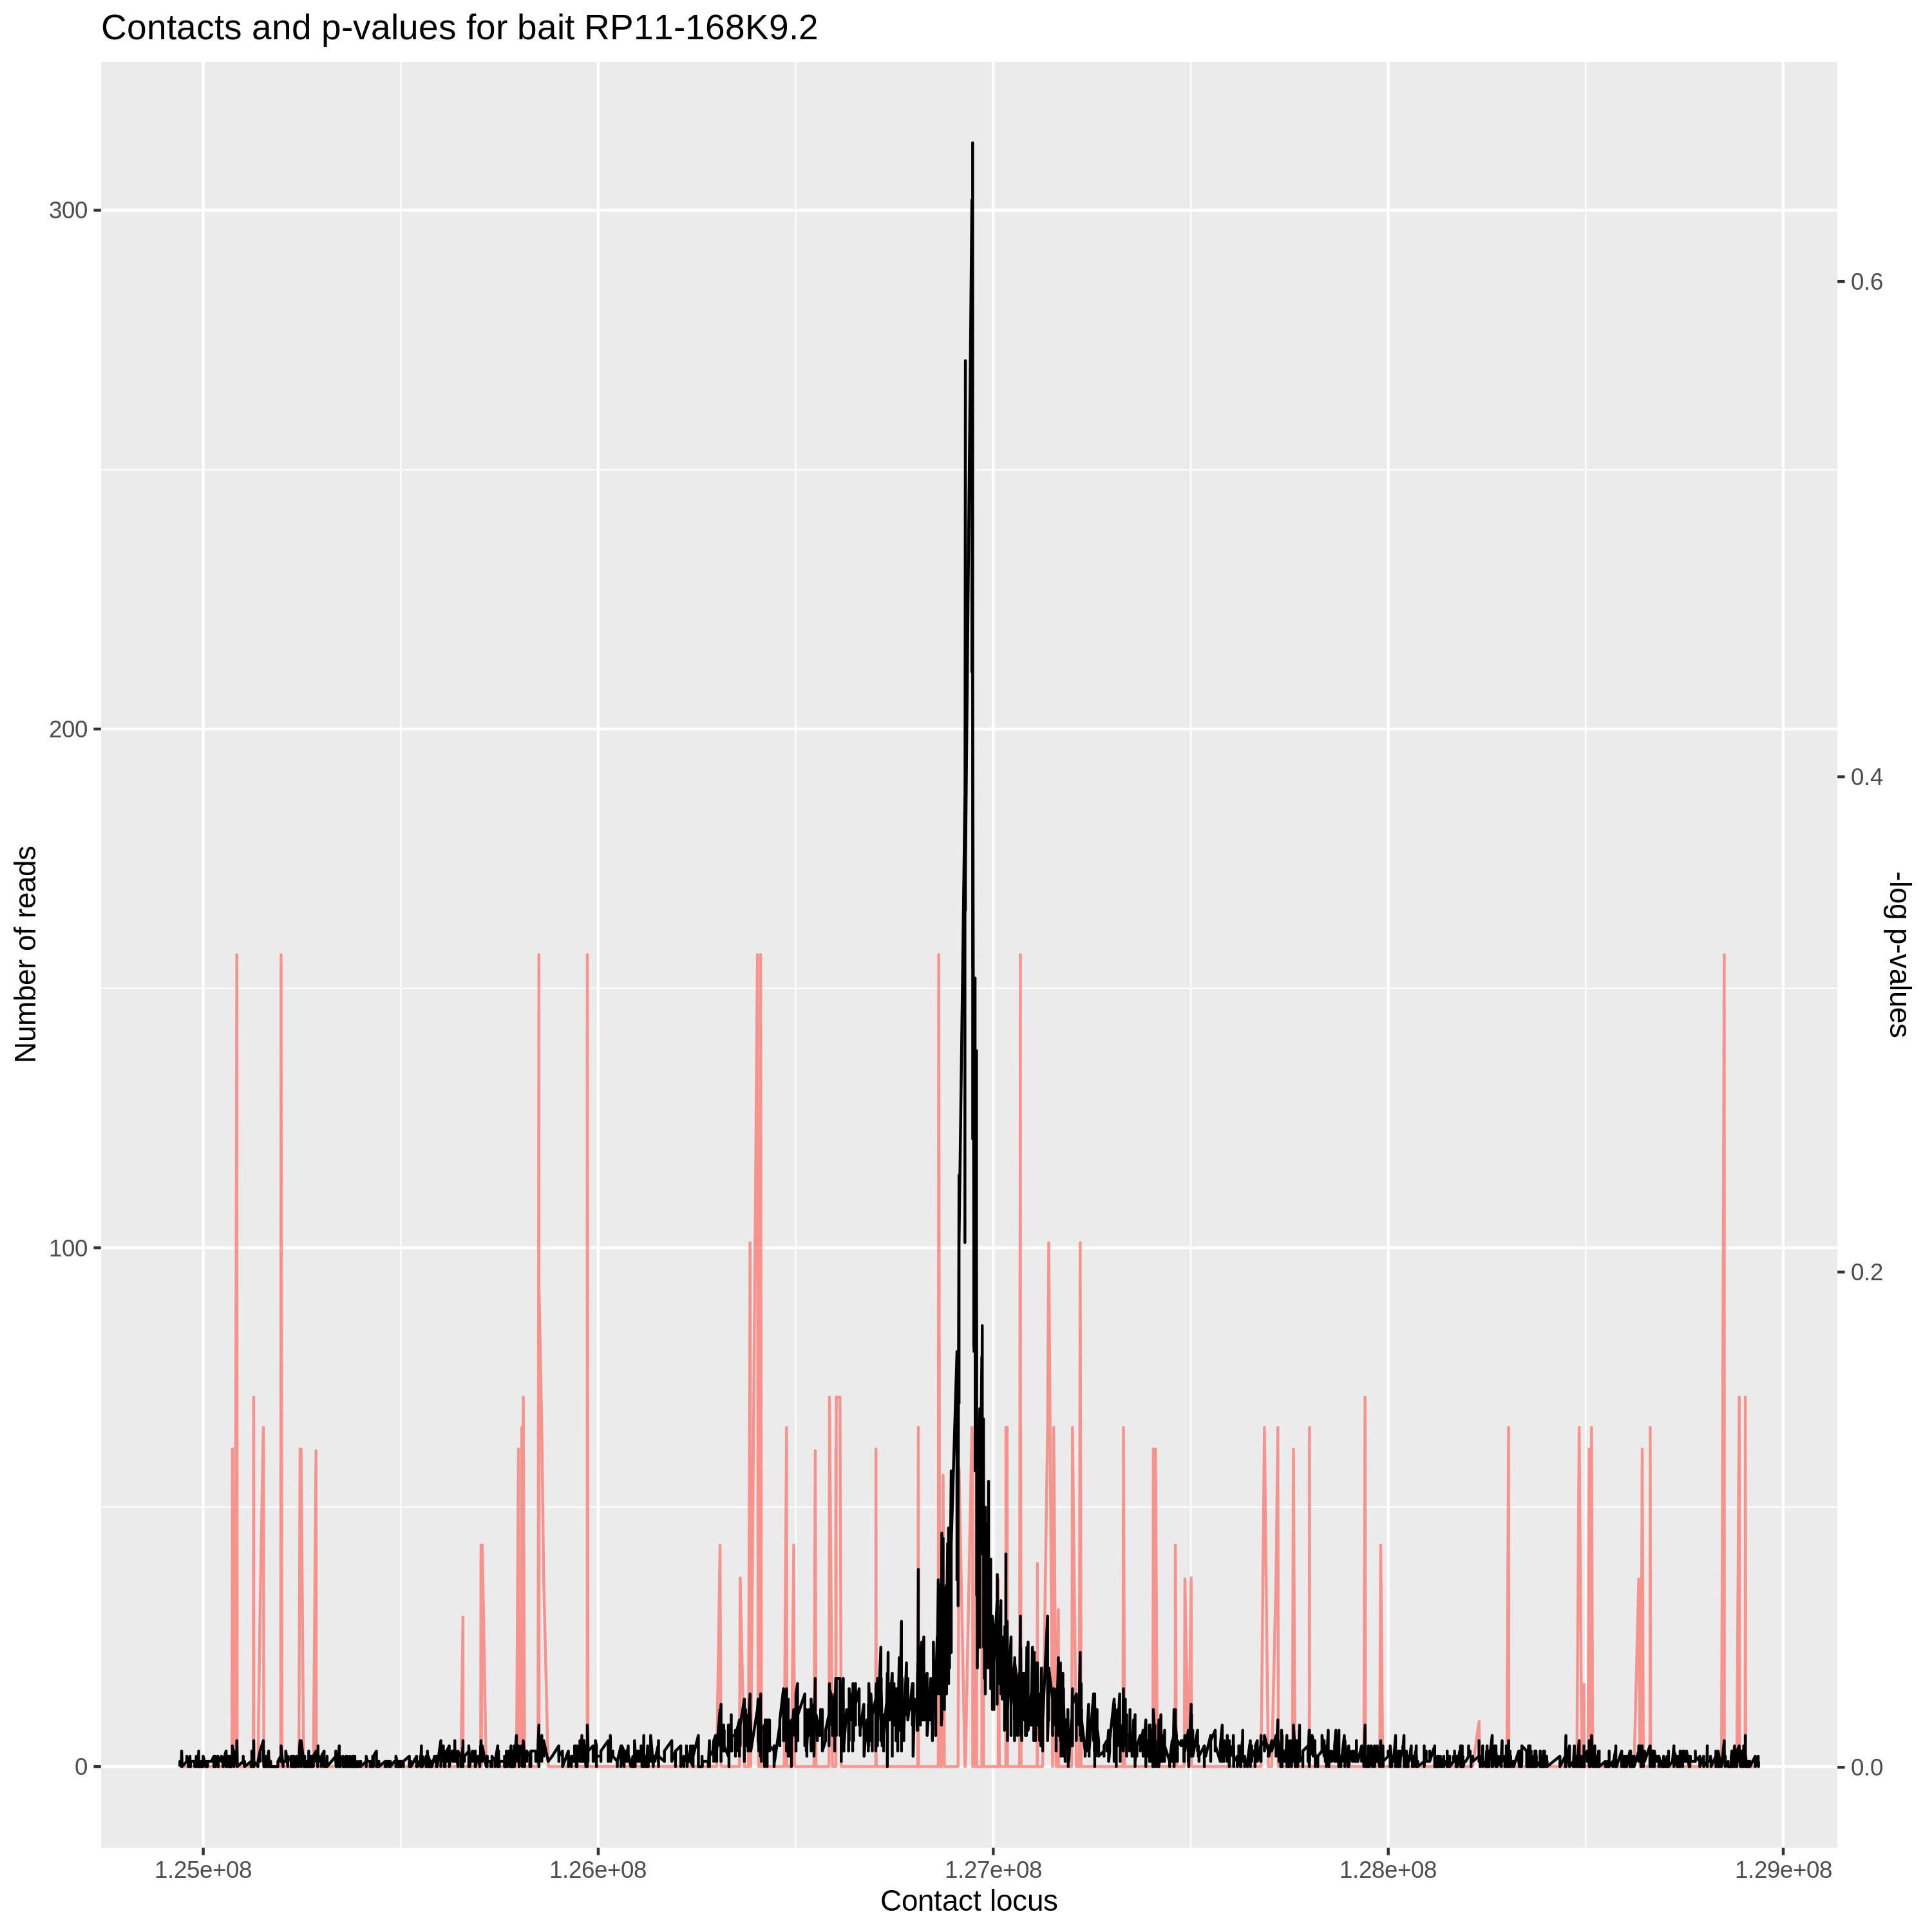 Contacts and p-values for bait RP11-168K9.2
300
200
100
0
Number of reads
0.6
0.4
0.2
0.0
-log p-values
1.25e+08
1.26e+08
1.27e+08
1.28e+08
1.29e+08
Contact locus